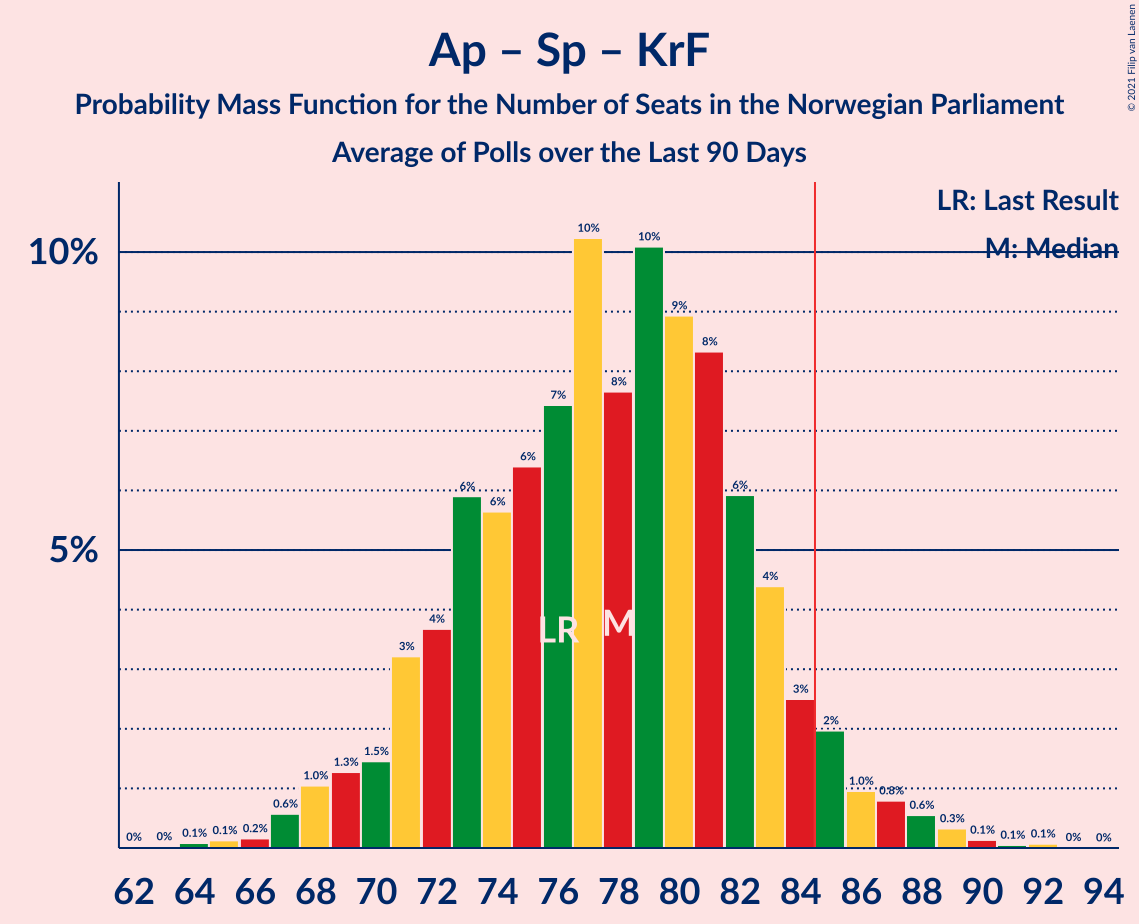 Ap – Sp – KrF
Probability Mass Function for the Number of Seats in the Norwegian Parliament
Average of Polls over the Last 90 Days
© 2021 Filip van Laenen
LR: Last Result
M: Median
10%
5%
0% 0% 0.1% 0.1% 0.2% 0.6% 1.0% 1.3% 1.5% 3% 4% 6% 6% 6% 7% 10% 8% 10% 9% 8% 6% 4% 3% 2% 1.0% 0.8% 0.6% 0.3% 0.1% 0.1% 0.1% 0% 0%
LR M
62 64 66 68 70 72 74 76 78 80 82 84 86 88 90 92 94